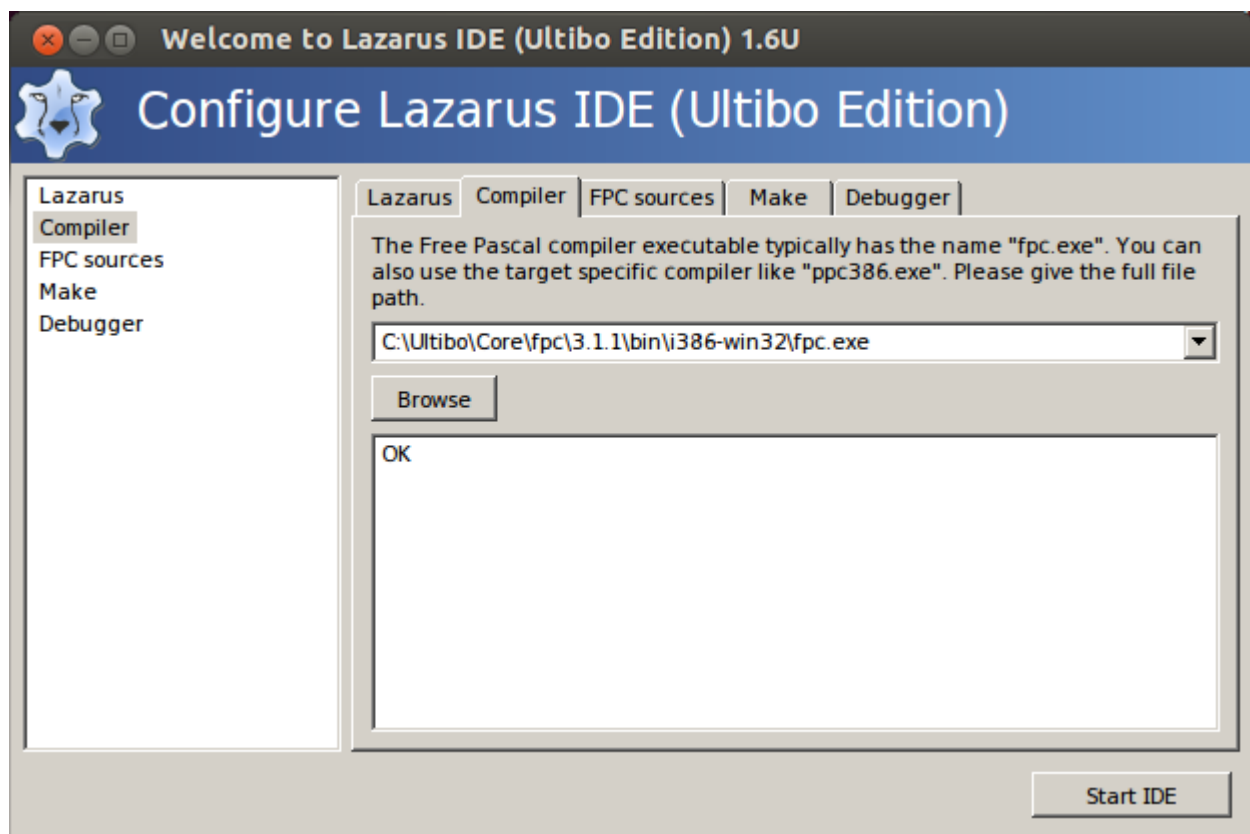 Welcome to Lazarus IDE (Ultibo Edition) 1.6U
Configure Lazarus IDE (Ultibo Edition)
Lazarus
Compiler
FPC sources
Make
Debugger
Lazarus Compiler FPC sources Make Debugger
The Free Pascal compiler executable typically has the name "fpc.exe". You can
also use the target specific compiler like "ppc386.exe". Please give the full file
path.
C:\Ultibo\Core\fpc\3.1.1\bin\i386-win32\fpc.exe
Browse
OK
Start IDE